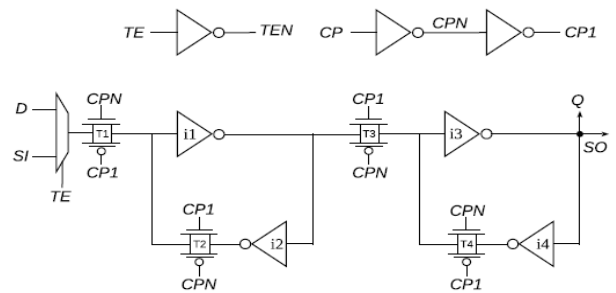 TE TEN CP CPN CP1
D CPN i1 CP1 i3 Q
T1 T3
SI CP1 CPN SO
TE CP1 CPN
T2 i2 T4 i4
CPN CP1